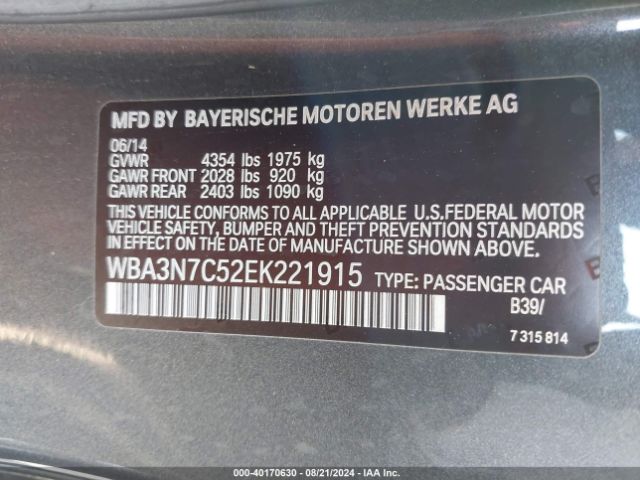 MFD BY BAYERISCHE MOTOREN WERKE AG
06/14
GVWR 4354 lbs 1975 kg
GAWR FRONT 2028 lbs 920 kg
GAWR REAR 2403 lbs 1090 kg
THIS VEHICLE CONFORMS TO ALL APPLICABLE U.S.FEDERAL MOTOR
VEHICLE SAFETY, BUMPER AND THEFT PREVENTION STANDARDS
IN EFFECT ON THE DATE OF MANUFACTURE SHOWN ABOVE.
WBA3N7C52EK221915 TYPE: PASSENGER CAR
B39/
7 315 814
000-40170630 - 08/21/2024 - IAA Inc.